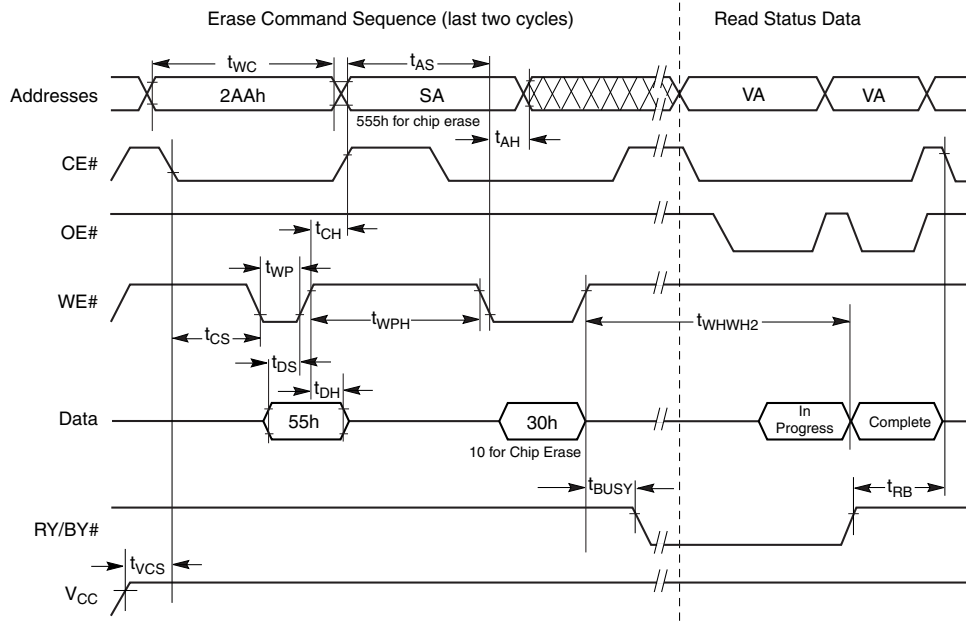 Erase Command Sequence (last two cycles)
Read Status Data
tWC
tAS
Addresses
2AAh
SA
VA
VA
555h for chip erase
tAH
CE#
OE#
tCH
tWP
WE#
tWPH
tWHWH2
tCS
tDS
tDH
Data
55h
30h
In
Progress
Complete
10 for Chip Erase
tBUSY
tRB
RY/BY#
tVCS
VCC